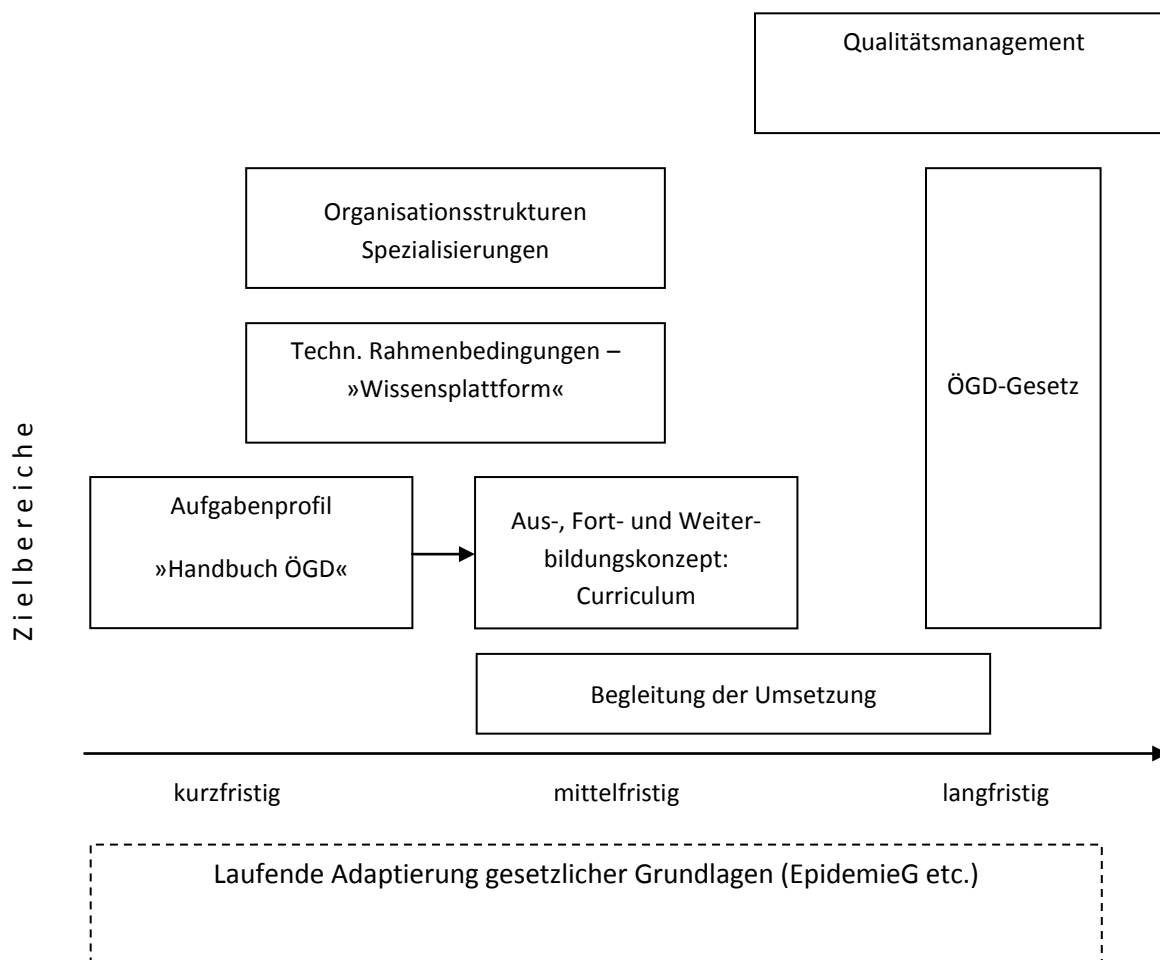 Qualitätsmanagement
Organisationsstrukturen
Spezialisierungen
Techn. Rahmenbedingungen –
»Wissensplattform«
ÖGD-Gesetz
Zielbereiche
Aufgabenprofil
»Handbuch ÖGD«
Aus-, Fort- und Weiter-
bildungskonzept:
Curriculum
Begleitung der Umsetzung
kurzfristig
mittelfristig
langfristig
Laufende Adaptierung gesetzlicher Grundlagen (EpidemieG etc.)